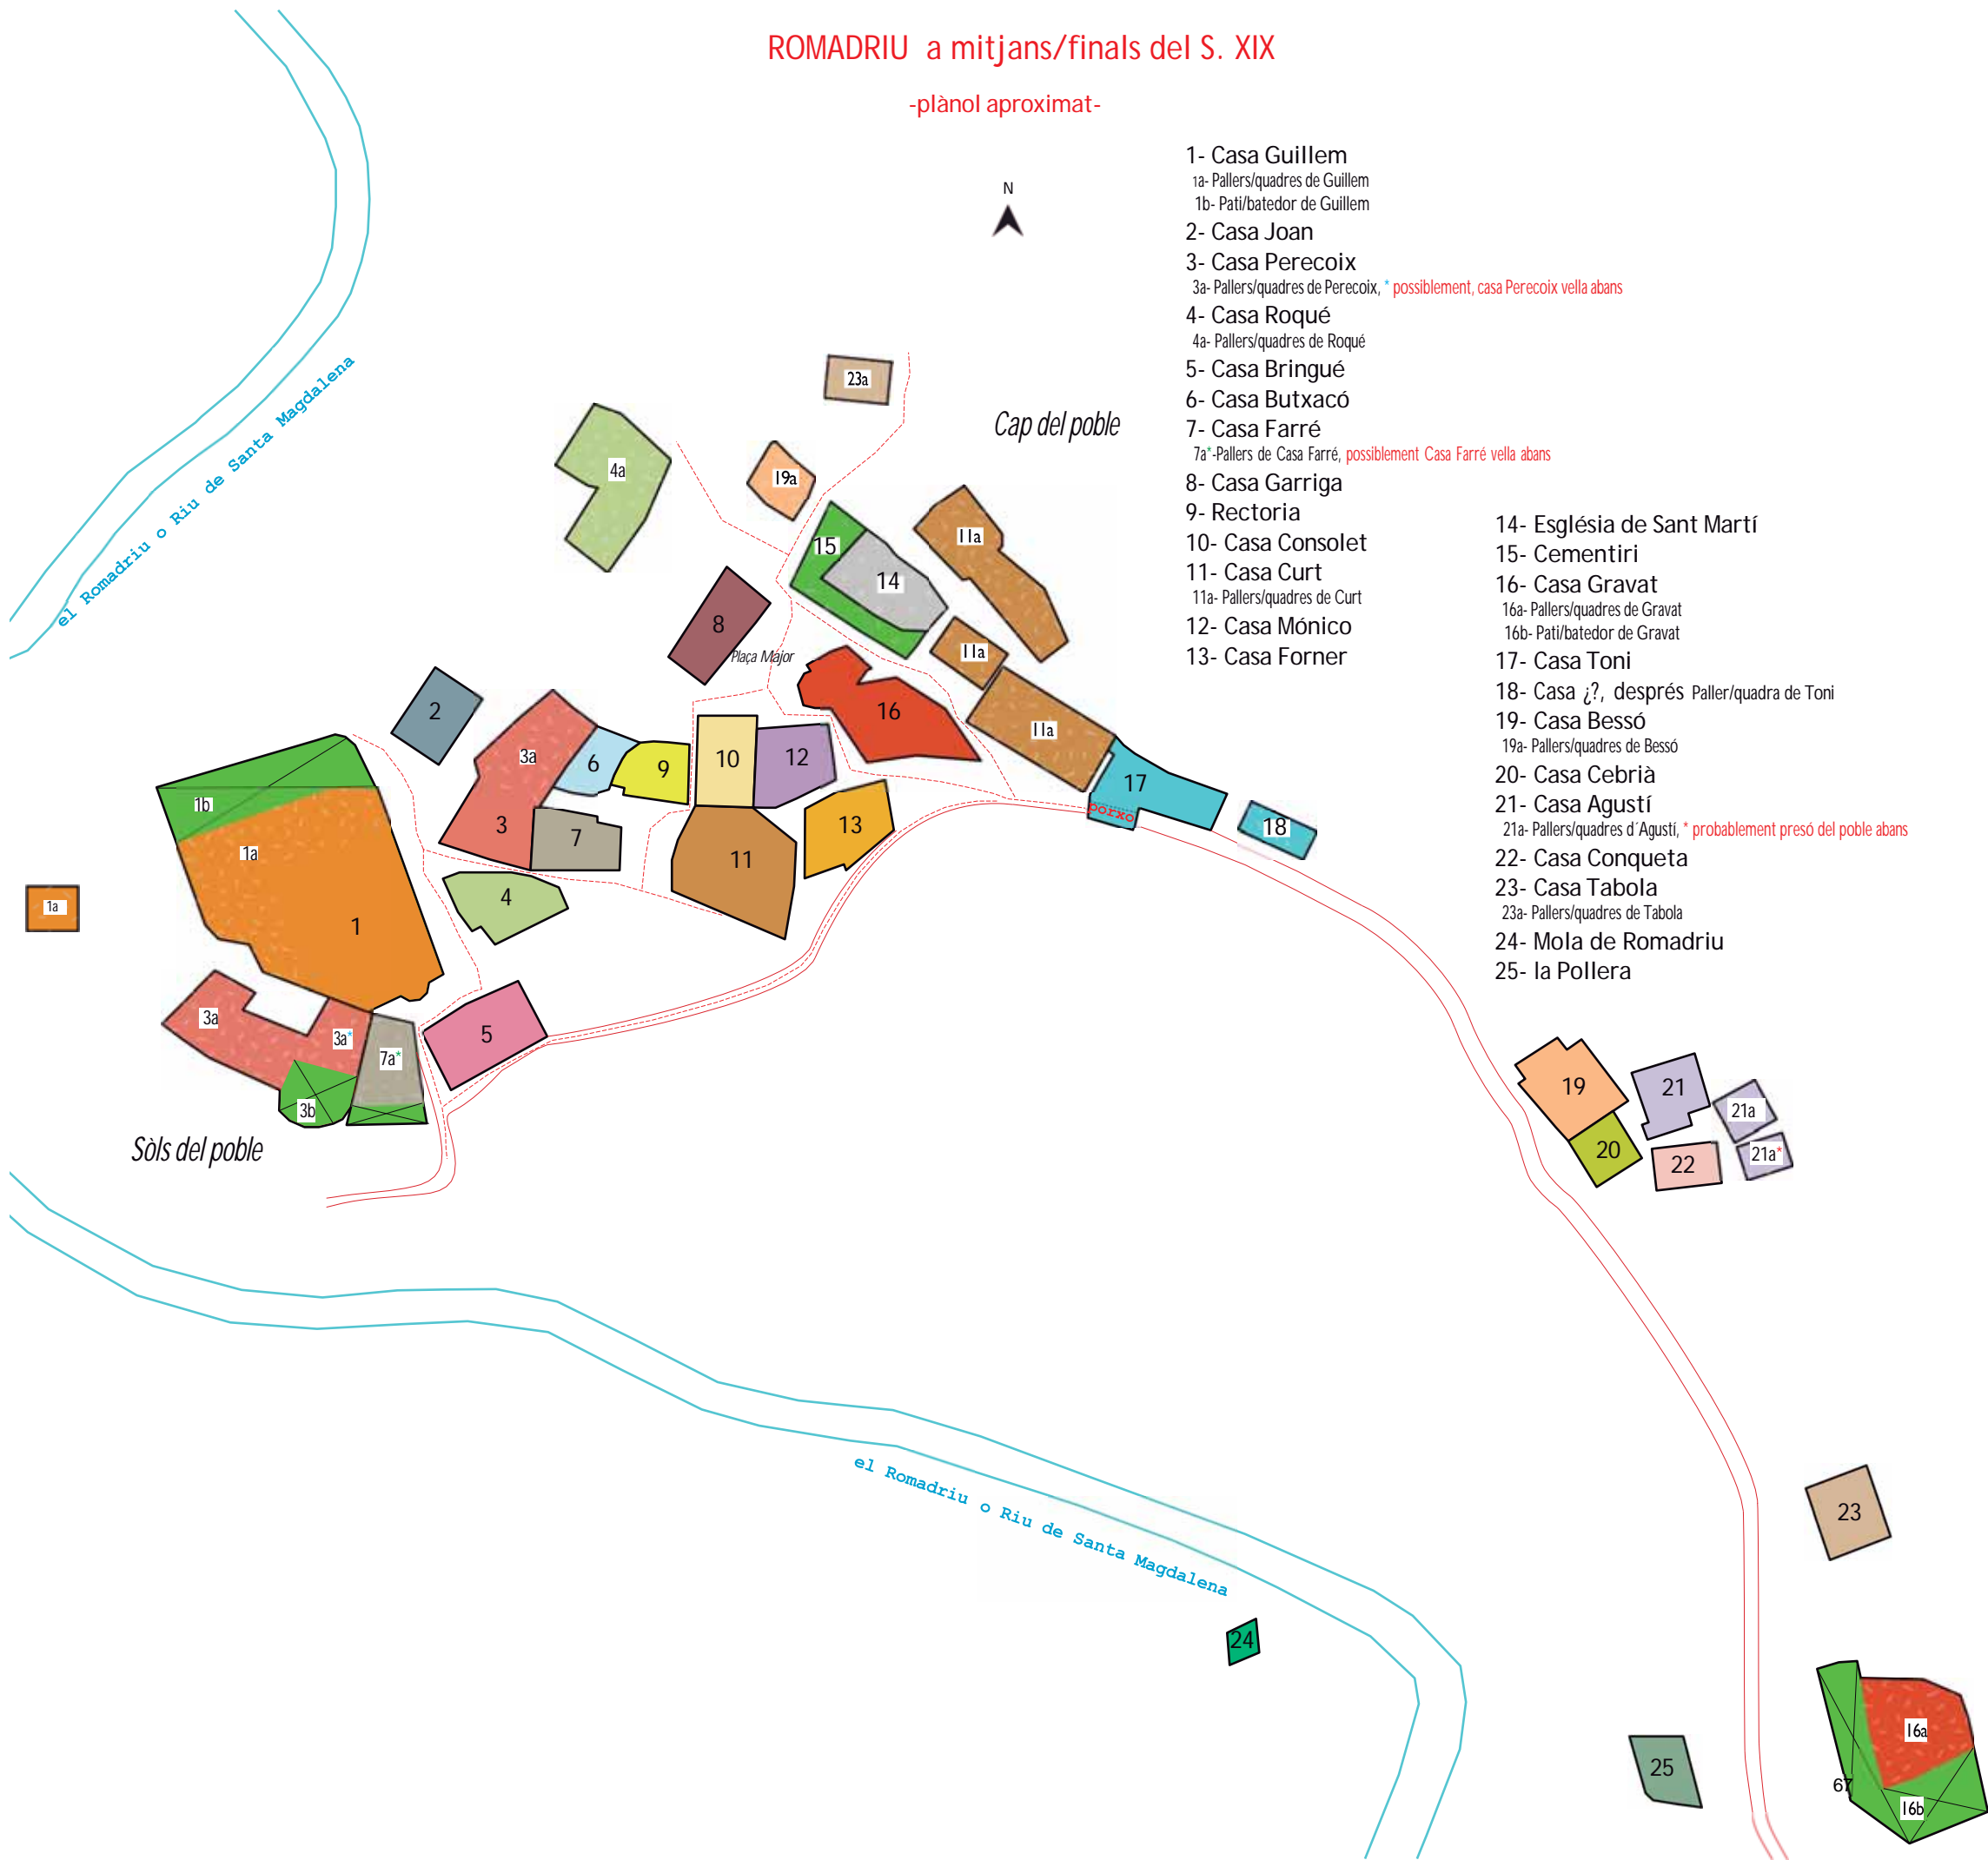 ROMADRIU a mitjans/finals del S. XIX
-plànol aproximat-
N
1- Casa Guillem
1a- Pallers/quadres de Guillem
1b- Pati/batedor de Guillem
2- Casa Joan
3- Casa Perecoix
3a- Pallers/quadres de Perecoix, * possiblement, casa Perecoix vella abans
4- Casa Roqué
4a- Pallers/quadres de Roqué
5- Casa Bringué
6- Casa Butxacó
7- Casa Farré
7a*-Pallers de Casa Farré, possiblement Casa Farré vella abans
8- Casa Garriga
9- Rectoria
10- Casa Consolet
11- Casa Curt
11a- Pallers/quadres de Curt
12- Casa Mónico
13- Casa Forner
14- Església de Sant Martí
15- Cementiri
16- Casa Gravat
16a- Pallers/quadres de Gravat
16b- Pati/batedor de Gravat
17- Casa Toni
18- Casa ¿?, després Paller/quadra de Toni
19- Casa Bessó
19a- Pallers/quadres de Bessó
20- Casa Cebrià
21- Casa Agustí
21a- Pallers/quadres d´Agustí, * probablement presó del poble abans
22- Casa Conqueta
23- Casa Tabola
23a- Pallers/quadres de Tabola
24- Mola de Romadriu
25- la Pollera
el Romadriu o Riu de Santa Magdalena
Cap del poble
23a
4a
19a
15
14
11a
11a
11a
8
Plaça Major
2
3a
6
9
10
12
16
17
porxo
18
1b
1a
1
1a
3
7
11
13
4
5
3a
3a*
7a*
3b
Sòls del poble
19
20
21
21a
21a*
22
el Romadriu o Riu de Santa Magdalena
23
24
25
16a
67
16b